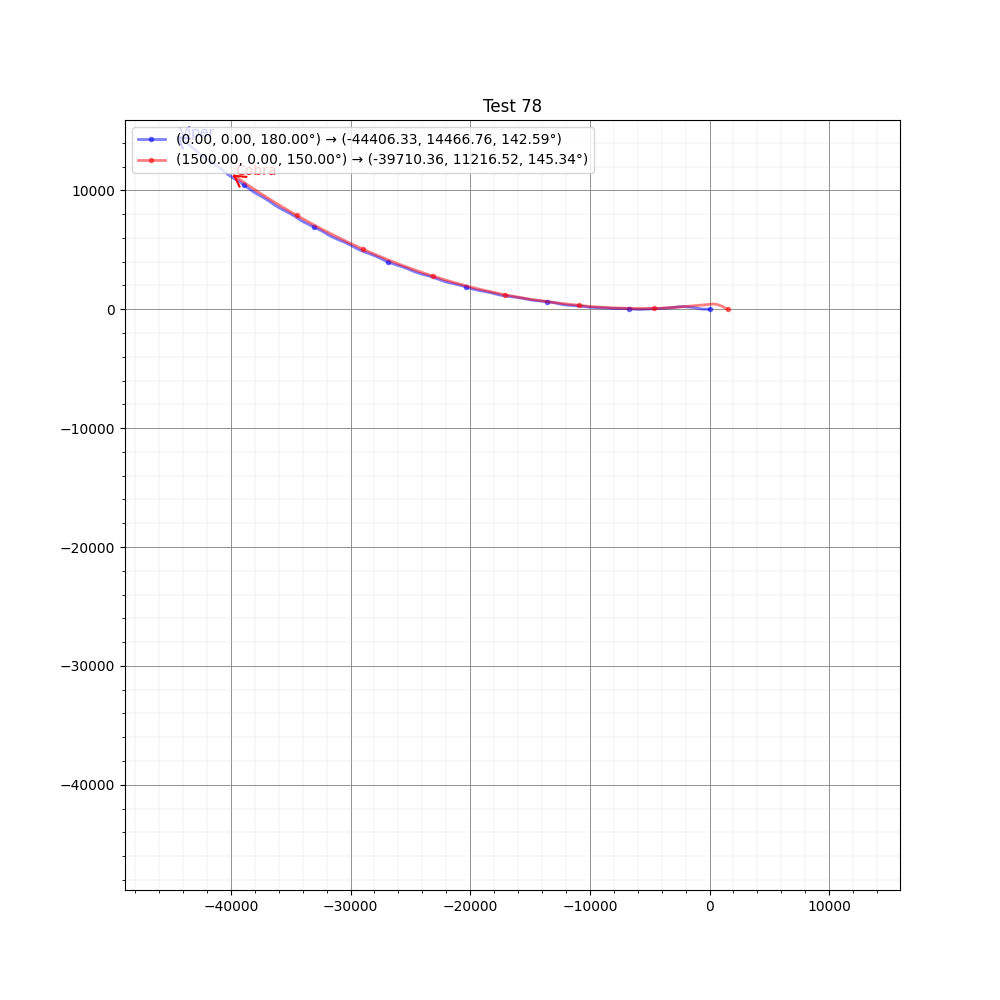 Test 78
Viper
(0.00, 0.00, 180.00°) → (-44406.33, 14466.76, 142.59°)
(1500.00, 0.00, 150.00°) → (-39710.36, 11216.52, 145.34°)
Cobra
10000
0
−10000
−20000
−30000
−40000
−40000 −30000 −20000 −10000 0 10000